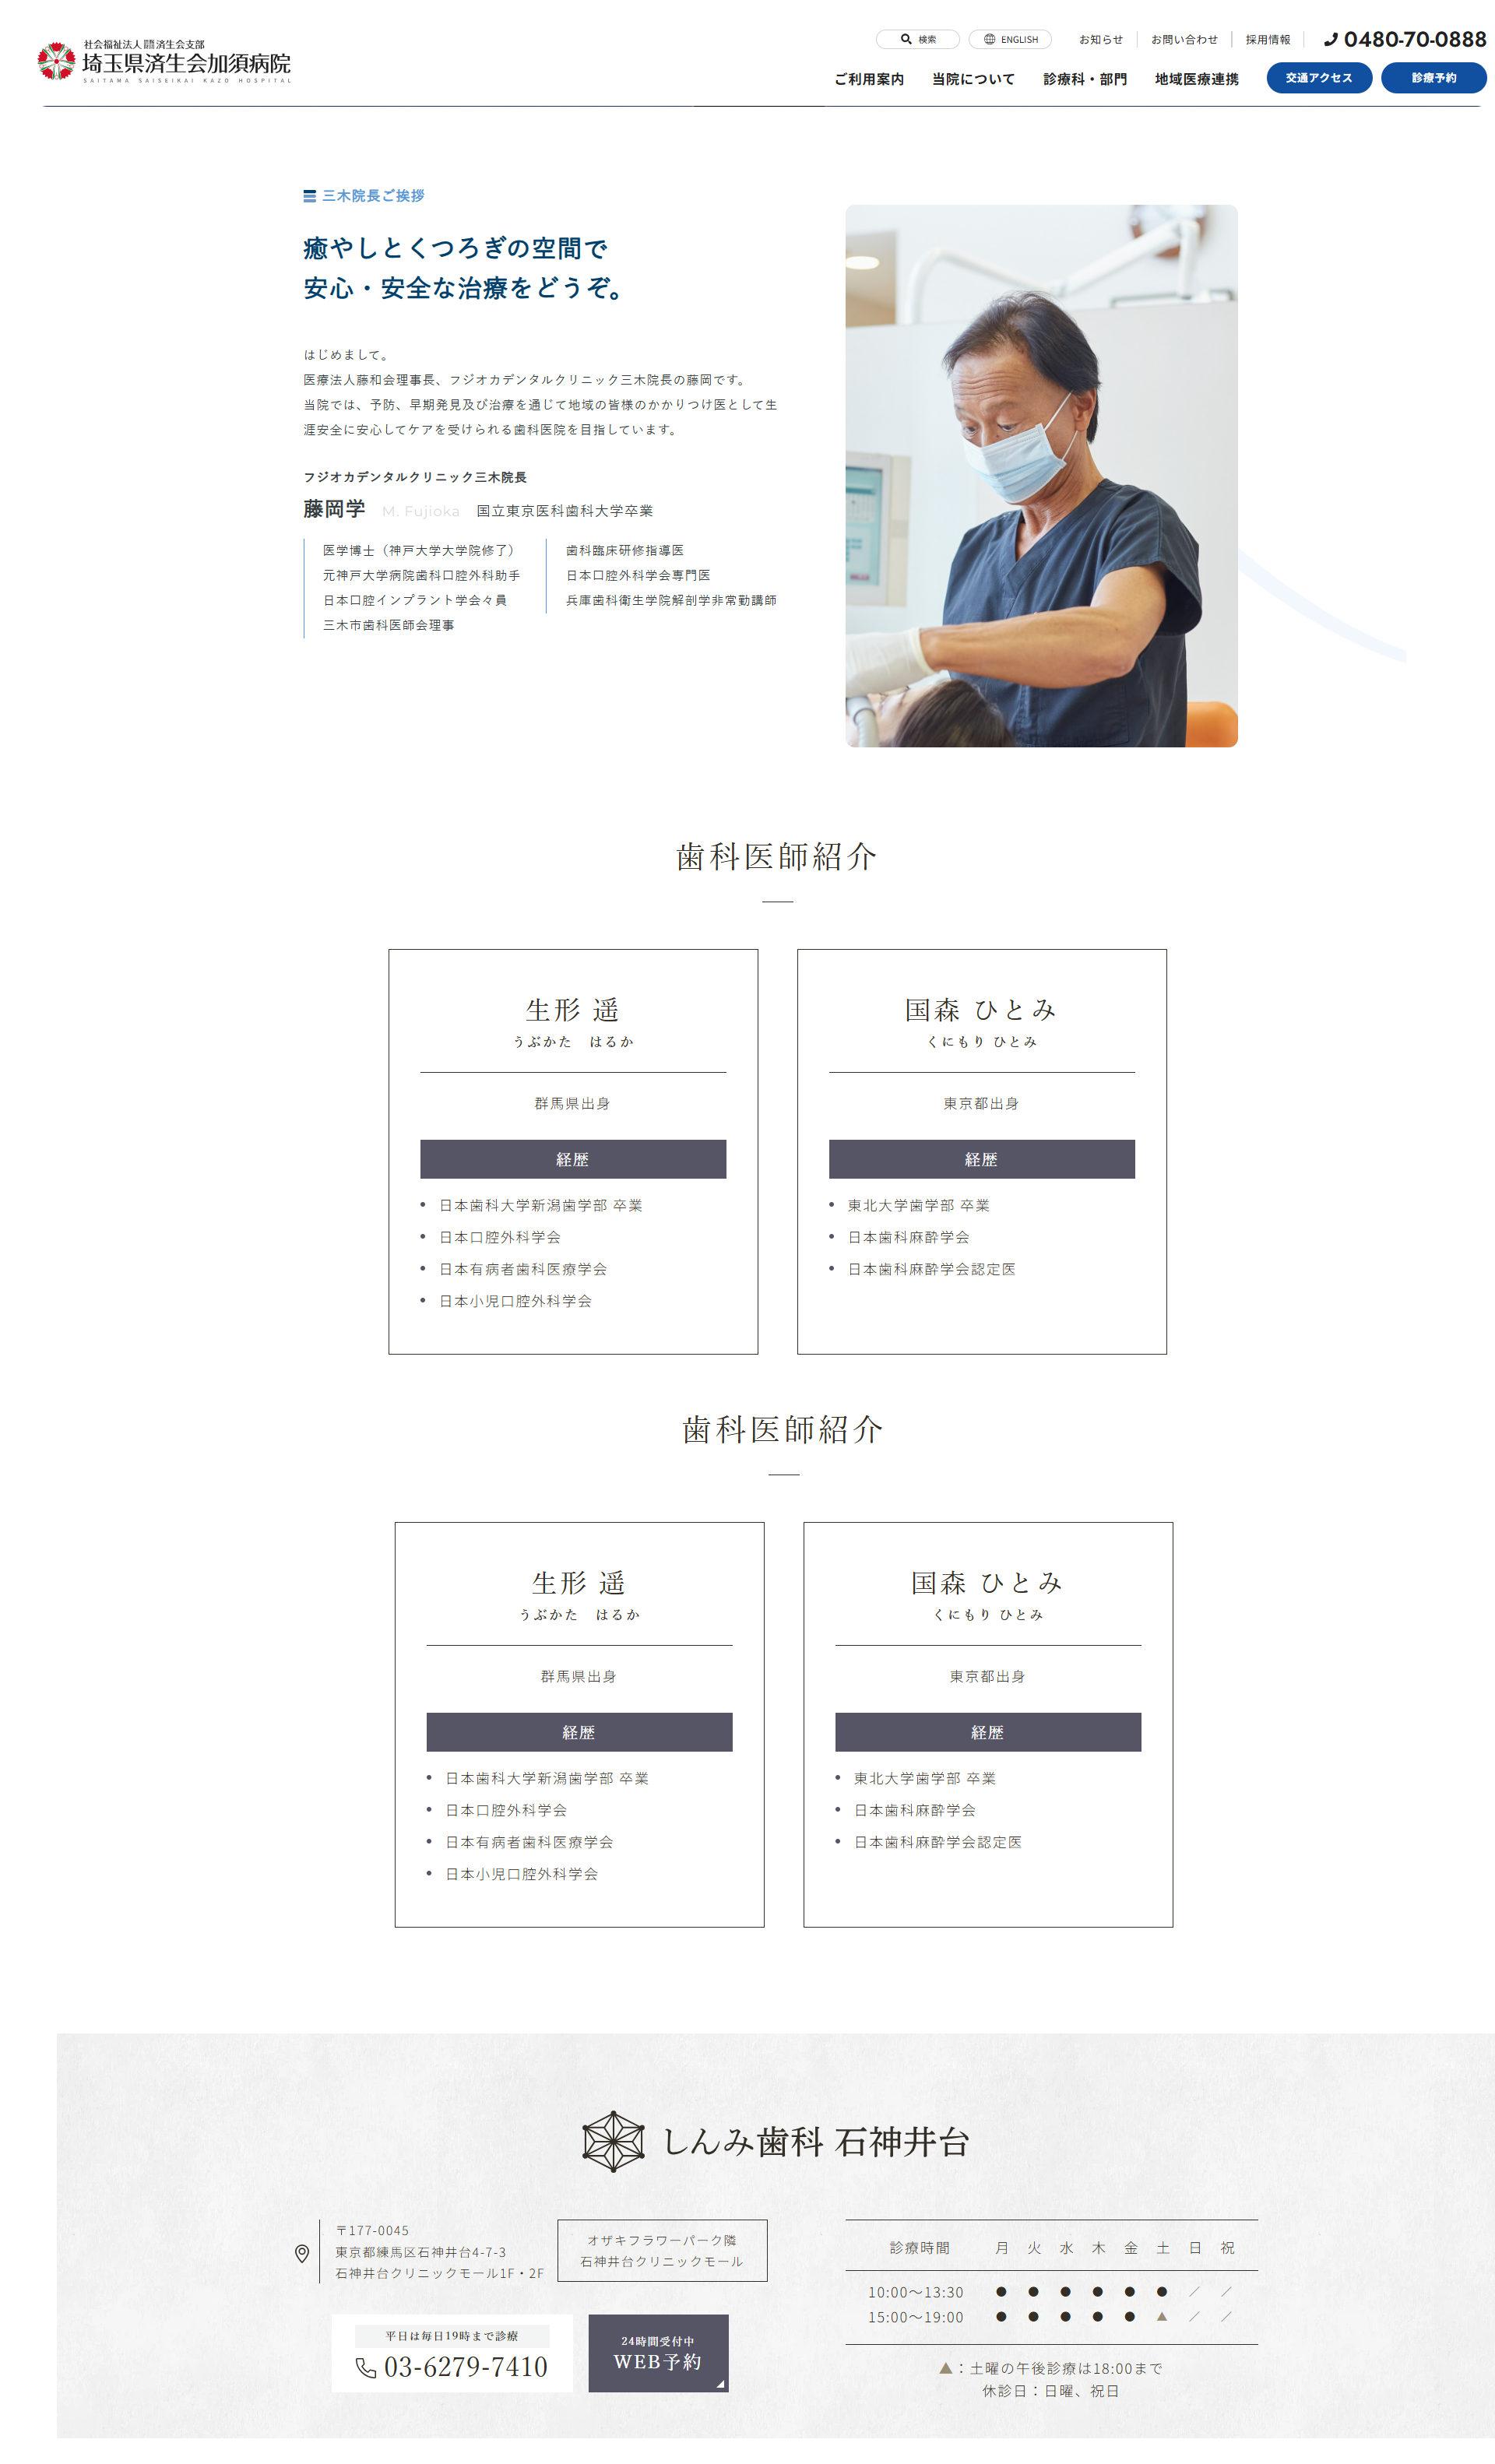 社会福祉法人 恩賜財団 済生会支部
埼玉県済生会加須病院
SAITAMA SAISEIKAI KAZO HOSPITAL
検索
ENGLISH
お知らせ
お問い合わせ
採用情報
0480-70-0888
ご利用案内
当院について
診療科・部門
地域医療連携
交通アクセス
診療予約
三木院長ご挨拶
癒やしとくつろぎの空間で
安心・安全な治療をどうぞ。
はじめまして。
医療法人藤和会理事長、フジオカデンタルクリニック三木院長の藤岡です。
当院では、予防、早期発見及び治療を通じて地域の皆様のかかりつけ医として生
涯安全に安心してケアを受けられる歯科医院を目指しています。
フジオカデンタルクリニック三木院長
藤岡学 M. Fujioka 国立東京医科歯科大学卒業
医学博士（神戸大学大学院修了）
元神戸大学病院歯科口腔外科助手
日本口腔インプラント学会々員
三木市歯科医師会理事
歯科臨床研修指導医
日本口腔外科学会専門医
兵庫歯科衛生学院解剖学非常勤講師
歯科医師紹介
生形 遥
うぶかた　はるか
群馬県出身
経歴
日本歯科大学新潟歯学部 卒業
日本口腔外科学会
日本有病者歯科医療学会
日本小児口腔外科学会
国森 ひとみ
くにもり ひとみ
東京都出身
経歴
東北大学歯学部 卒業
日本歯科麻酔学会
日本歯科麻酔学会認定医
歯科医師紹介
生形 遥
うぶかた　はるか
群馬県出身
経歴
日本歯科大学新潟歯学部 卒業
日本口腔外科学会
日本有病者歯科医療学会
日本小児口腔外科学会
国森 ひとみ
くにもり ひとみ
東京都出身
経歴
東北大学歯学部 卒業
日本歯科麻酔学会
日本歯科麻酔学会認定医
しんみ歯科 石神井台
〒177-0045
東京都練馬区石神井台4-7-3
石神井台クリニックモール1F・2F
オザキフラワーパーク隣
石神井台クリニックモール
平日は毎日19時まで診療
03-6279-7410
24時間受付中
WEB予約
診療時間 月 火 水 木 金 土 日 祝
10:00〜13:30 ● ● ● ● ● ● ／ ／
15:00〜19:00 ● ● ● ● ● ▲ ／ ／
▲：土曜の午後診療は18:00まで
休診日：日曜、祝日